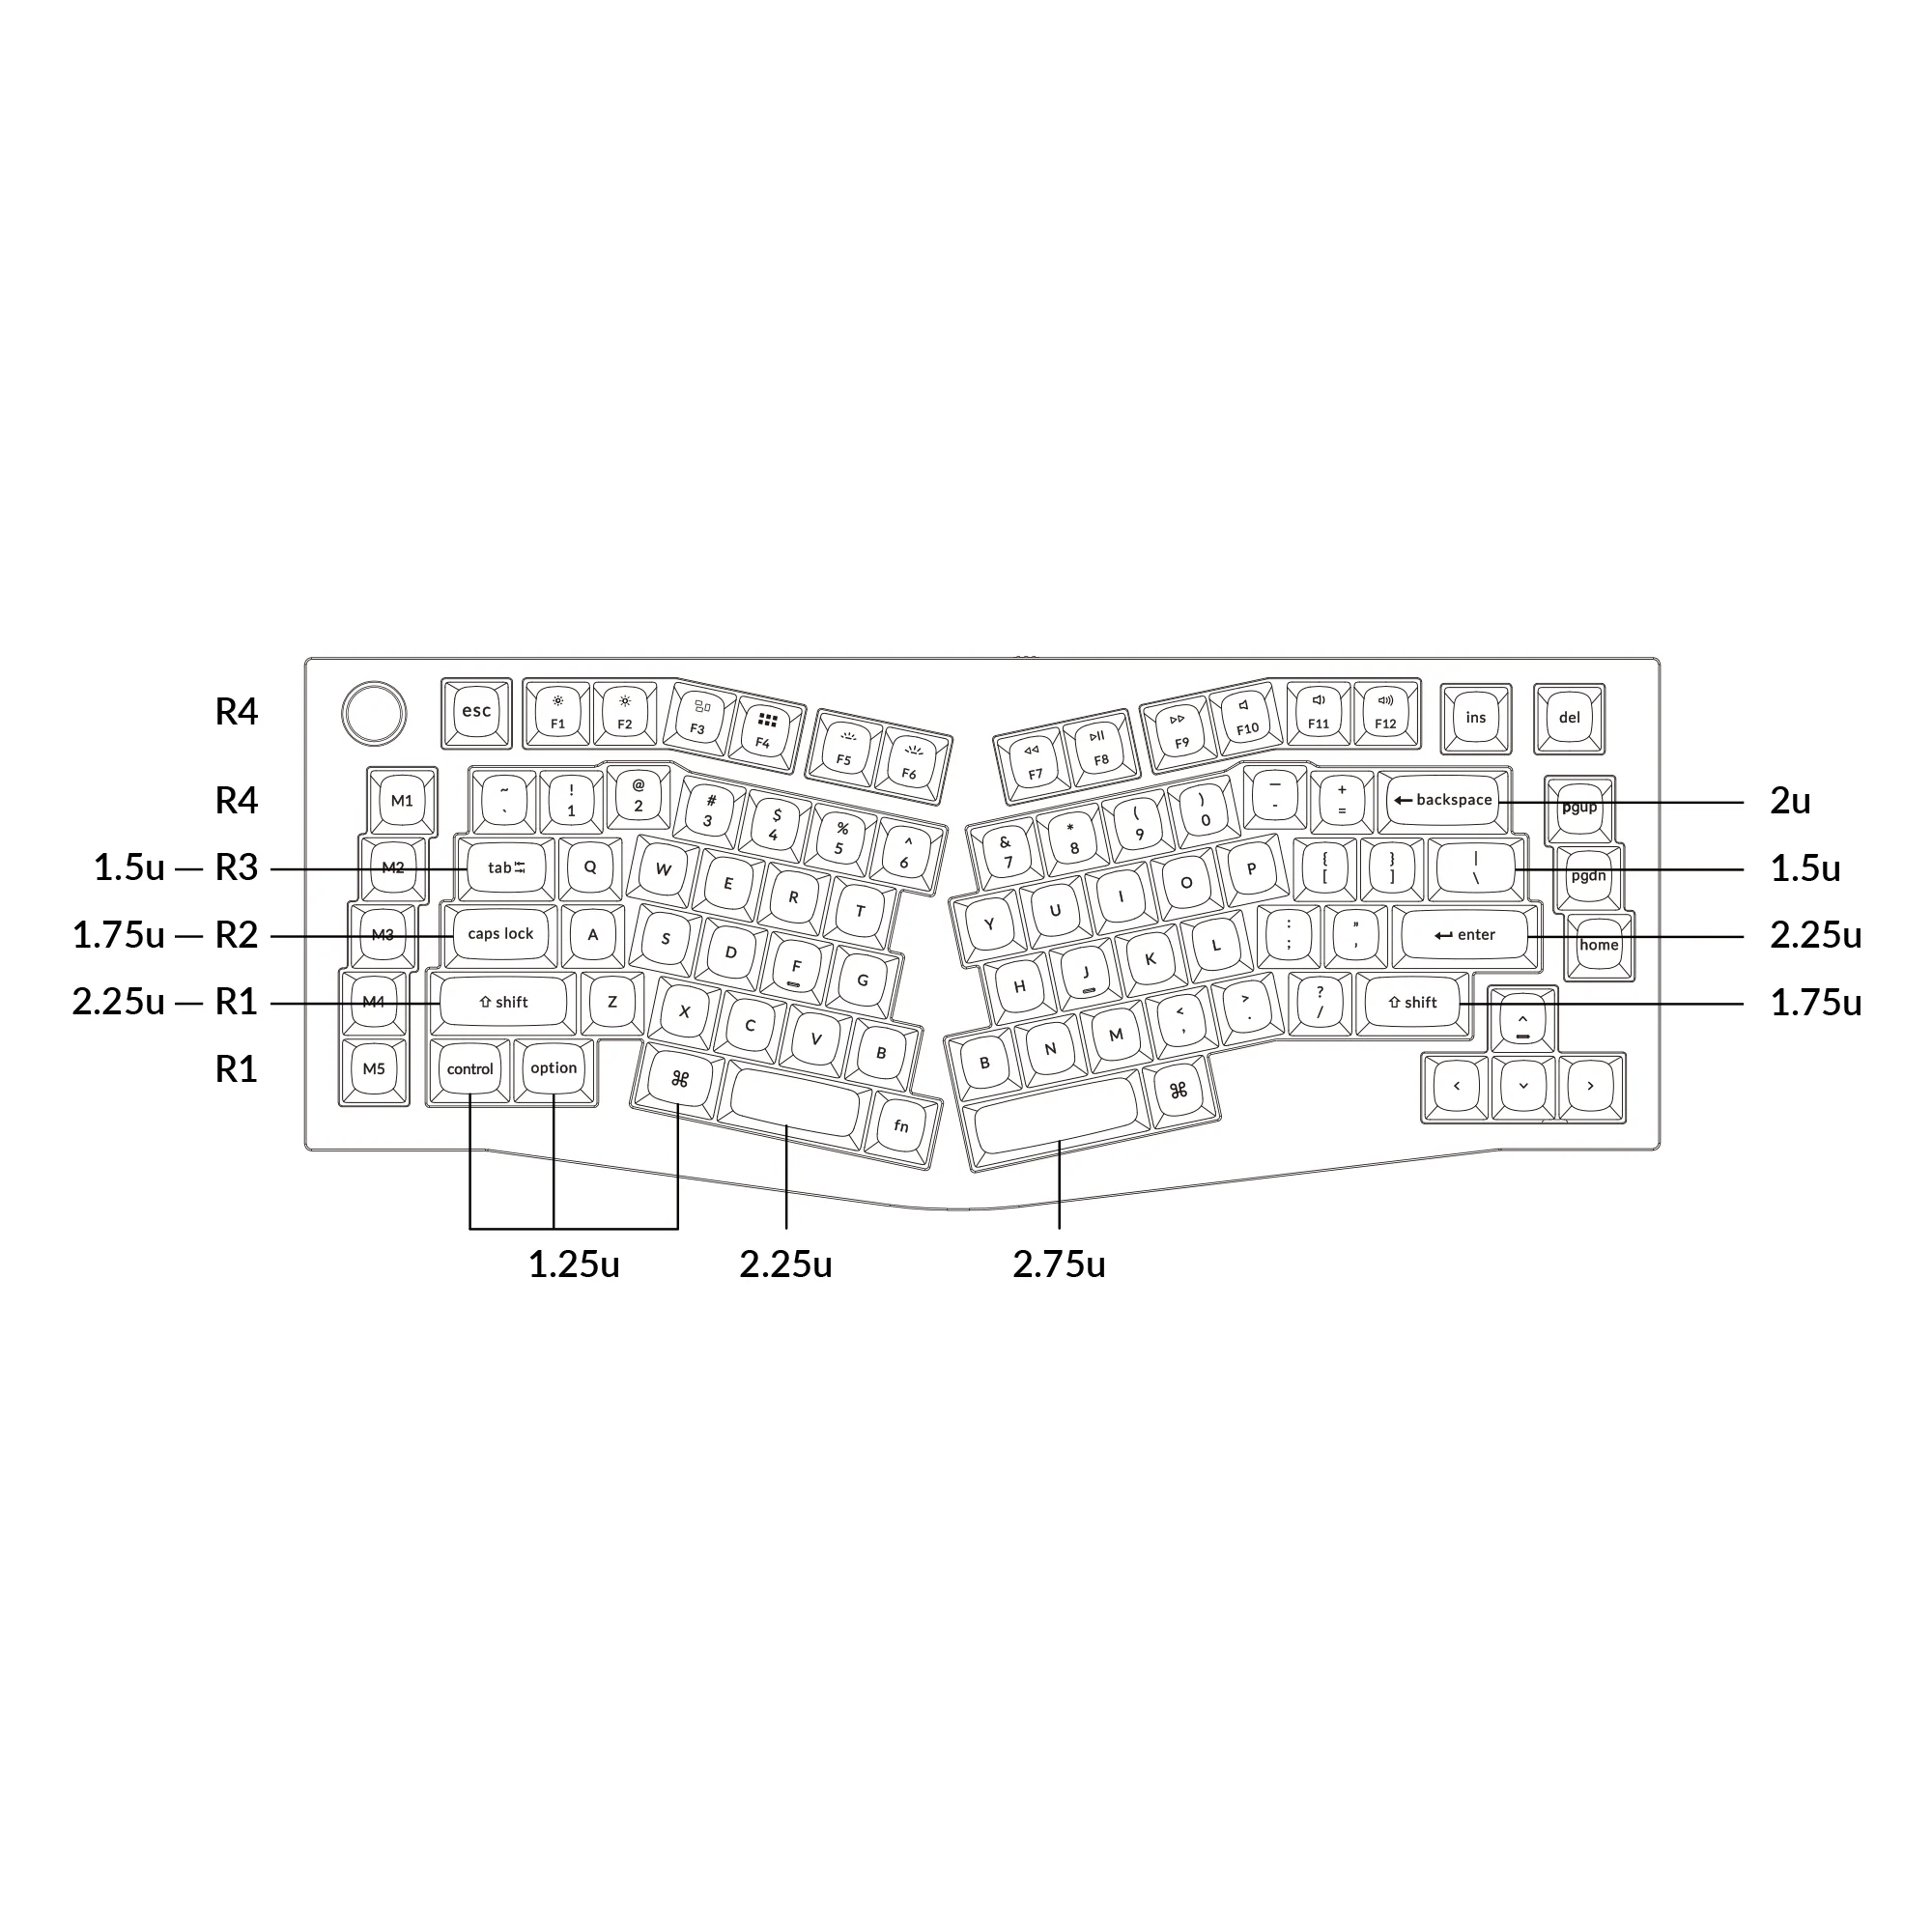 R4
esc
F1 F2 F3 F4 F5 F6 F7 F8 F9 F10 F11 F12
ins del
R4
M1
~ ! @ # $ % ^ & * ( ) — +
` 1 2 3 4 5 6 7 8 9 0 - =
backspace
pgup
2u
1.5u — R3
M2
tab Q W E R T Y U I O P
{ } |
[ ] \
pgdn
1.5u
1.75u — R2
M3
caps lock A S D F G H J K L
: "
; '
enter
home
2.25u
2.25u — R1
M4
shift Z X C V B B N M
< > ?
, . /
shift
^
1.75u
R1
M5
control option ⌘ fn ⌘
< ⌄ >
1.25u 2.25u 2.75u